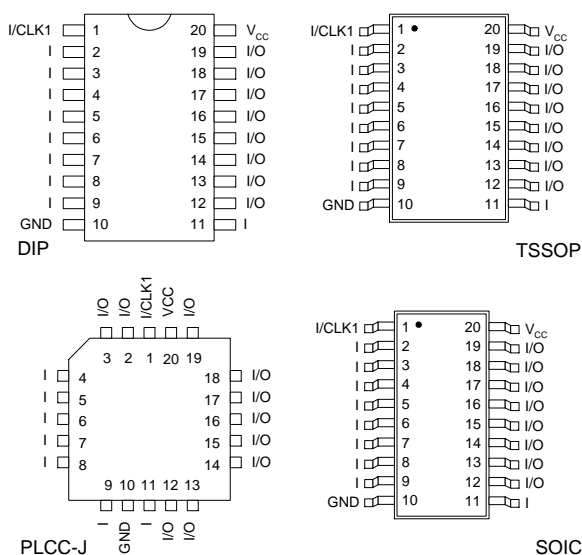 I/CLK1 1 20 VCC
I 2 19 I/O
I 3 18 I/O
I 4 17 I/O
I 5 16 I/O
I 6 15 I/O
I 7 14 I/O
I 8 13 I/O
I 9 12 I/O
GND 10 11 I
DIP
I/CLK1 1 20 VCC
I 2 19 I/O
I 3 18 I/O
I 4 17 I/O
I 5 16 I/O
I 6 15 I/O
I 7 14 I/O
I 8 13 I/O
I 9 12 I/O
GND 10 11 I
TSSOP
I/O I/O I/CLK1 VCC I/O
3 2 1 20 19
I 4 18 I/O
I 5 17 I/O
I 6 16 I/O
I 7 15 I/O
I 8 14 I/O
9 10 11 12 13
I GND I I/O I/O
PLCC-J
I/CLK1 1 20 VCC
I 2 19 I/O
I 3 18 I/O
I 4 17 I/O
I 5 16 I/O
I 6 15 I/O
I 7 14 I/O
I 8 13 I/O
I 9 12 I/O
GND 10 11 I
SOIC